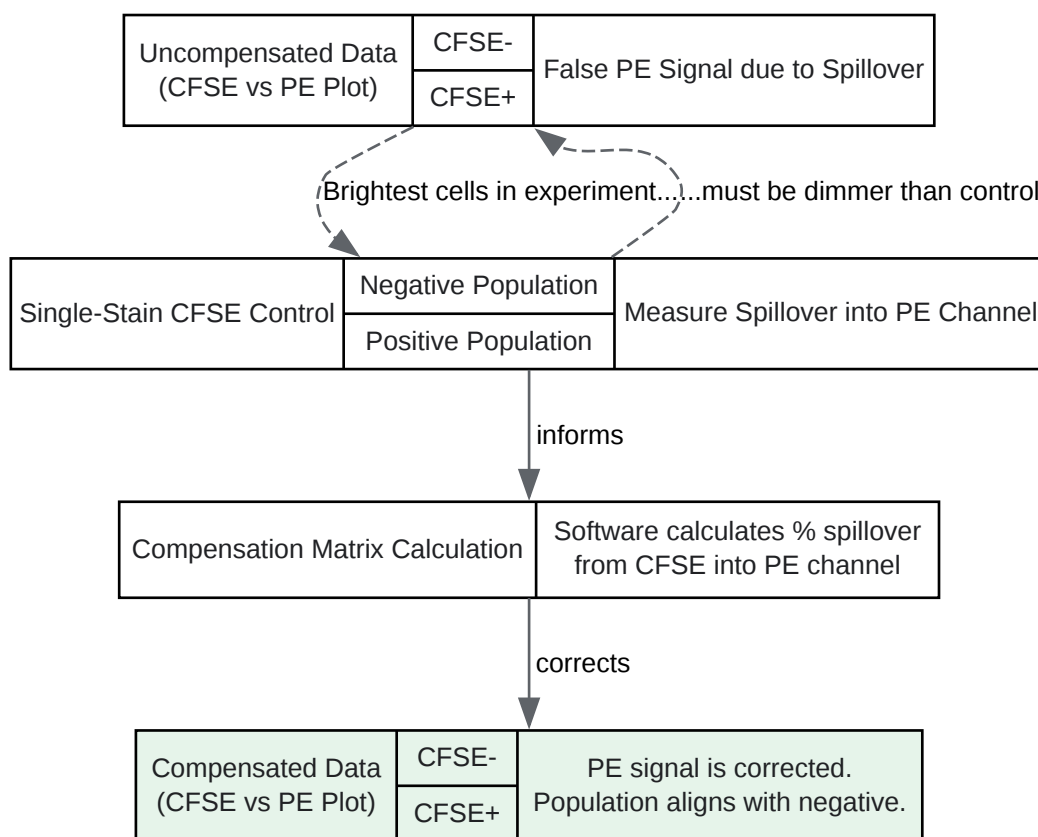 Uncompensated Data
(CFSE vs PE Plot)
CFSE-
CFSE+
False PE Signal due to Spillover
Brightest cells in experiment...
...must be dimmer than control
Single-Stain CFSE Control
Negative Population
Positive Population
Measure Spillover into PE Channel
informs
Compensation Matrix Calculation
Software calculates % spillover
from CFSE into PE channel
corrects
Compensated Data
(CFSE vs PE Plot)
CFSE-
CFSE+
PE signal is corrected.
Population aligns with negative.